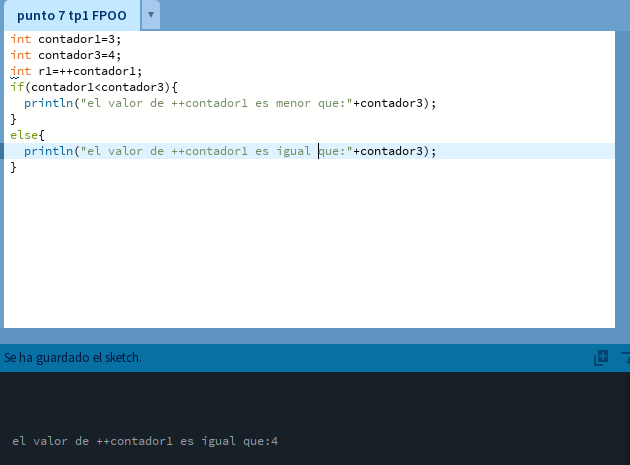 punto 7 tp1 FPOO
int contador1=3;
int contador3=4;
int r1=++contador1;
if(contador1<contador3){
println("el valor de ++contador1 es menor que:"+contador3);
}
else{
println("el valor de ++contador1 es igual que:"+contador3);
}
Se ha guardado el sketch.
el valor de ++contador1 es igual que:4